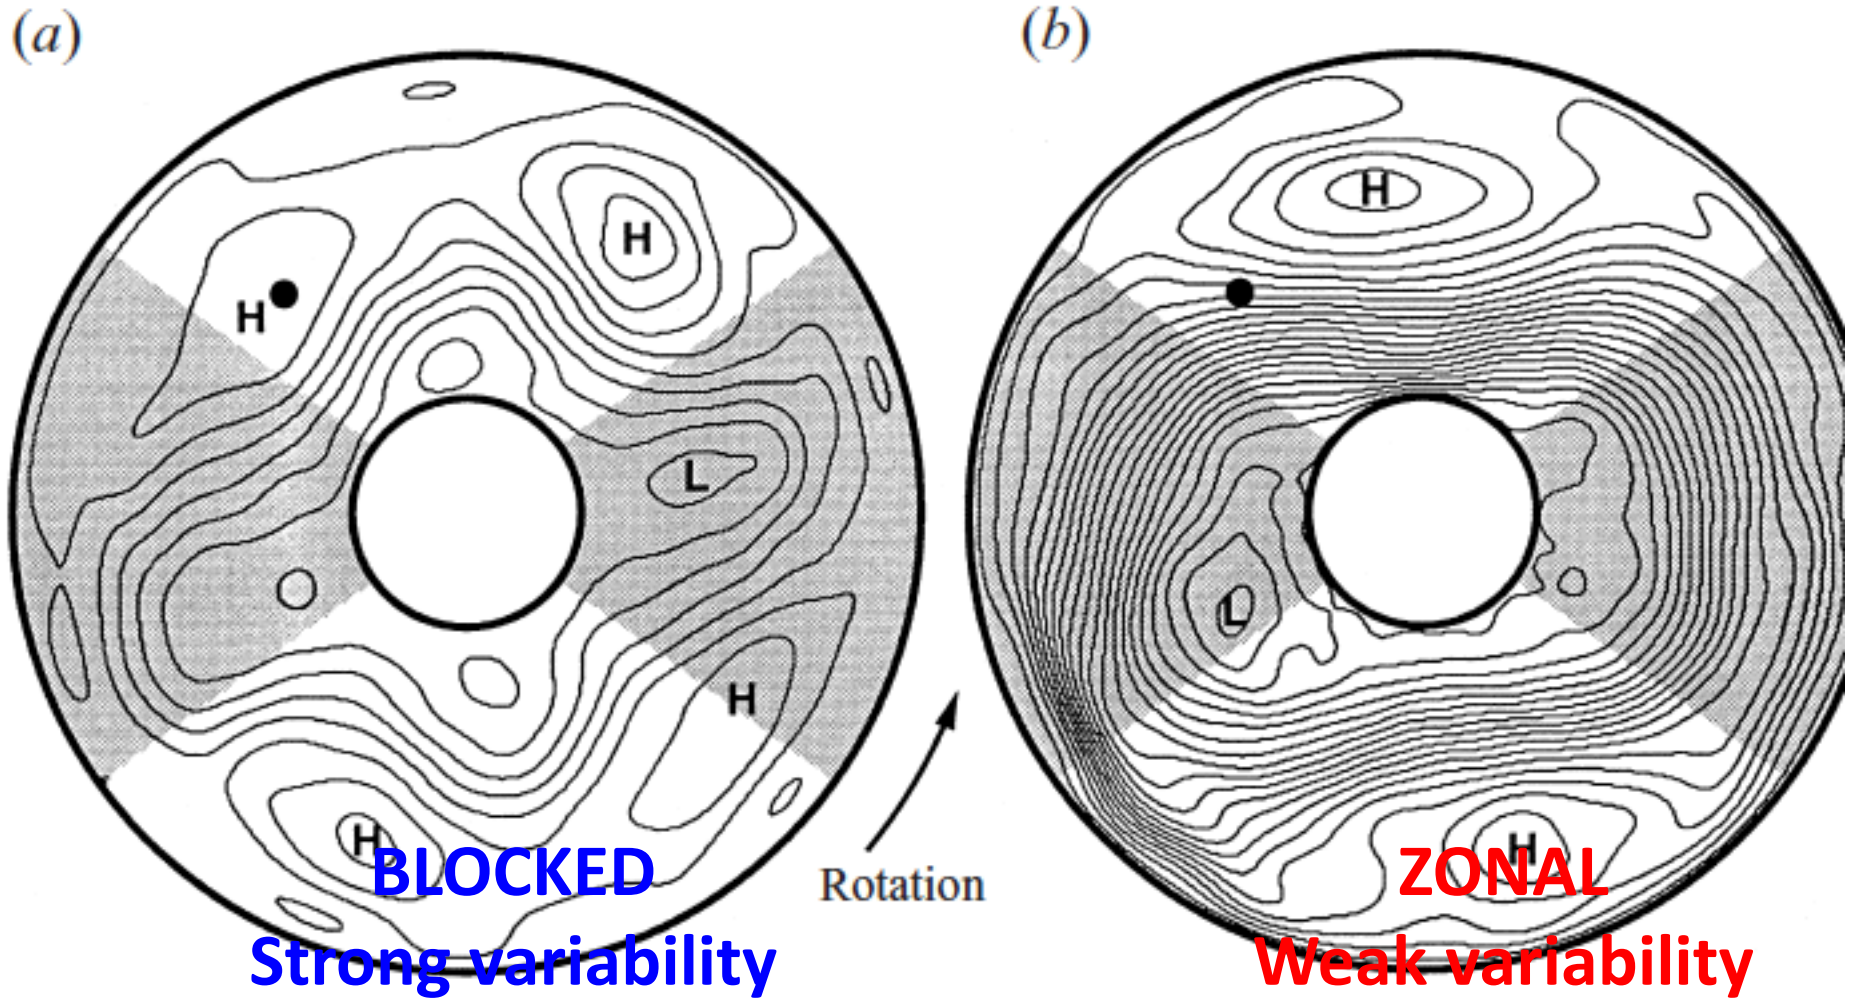 (a)
(b)
H
H
H
L
H
H
L
H
H
Rotation
BLOCKED
Strong variability
ZONAL
Weak variability